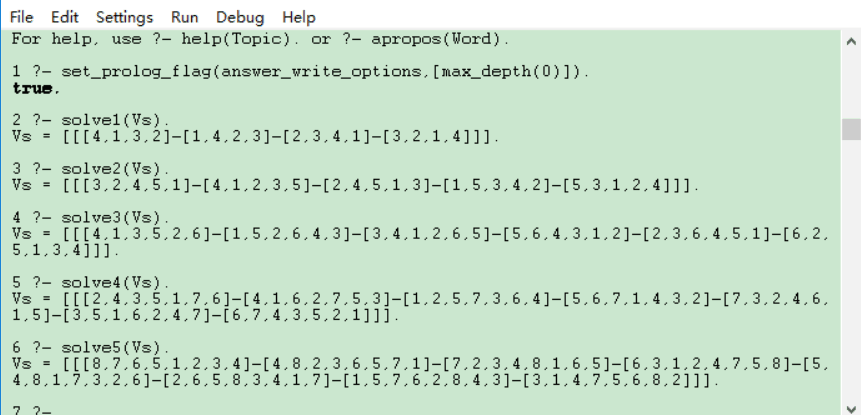 File Edit Settings Run Debug Help
For help, use ?- help(Topic). or ?- apropos(Word).
1 ?- set_prolog_flag(answer_write_options,[max_depth(0)]).
true.
2 ?- solve1(Vs).
Vs = [[[4,1,3,2]-[1,4,2,3]-[2,3,4,1]-[3,2,1,4]]].
3 ?- solve2(Vs).
Vs = [[[3,2,4,5,1]-[4,1,2,3,5]-[2,4,5,1,3]-[1,5,3,4,2]-[5,3,1,2,4]]].
4 ?- solve3(Vs).
Vs = [[[4,1,3,5,2,6]-[1,5,2,6,4,3]-[3,4,1,2,6,5]-[5,6,4,3,1,2]-[2,3,6,4,5,1]-[6,2,
5,1,3,4]]].
5 ?- solve4(Vs).
Vs = [[[2,4,3,5,1,7,6]-[4,1,6,2,7,5,3]-[1,2,5,7,3,6,4]-[5,6,7,1,4,3,2]-[7,3,2,4,6,
1,5]-[3,5,1,6,2,4,7]-[6,7,4,3,5,2,1]]].
6 ?- solve5(Vs).
Vs = [[[8,7,6,5,1,2,3,4]-[4,8,2,3,6,5,7,1]-[7,2,3,4,8,1,6,5]-[6,3,1,2,4,7,5,8]-[5,
4,8,1,7,3,2,6]-[2,6,5,8,3,4,1,7]-[1,5,7,6,2,8,4,3]-[3,1,4,7,5,6,8,2]]].
7 ?-